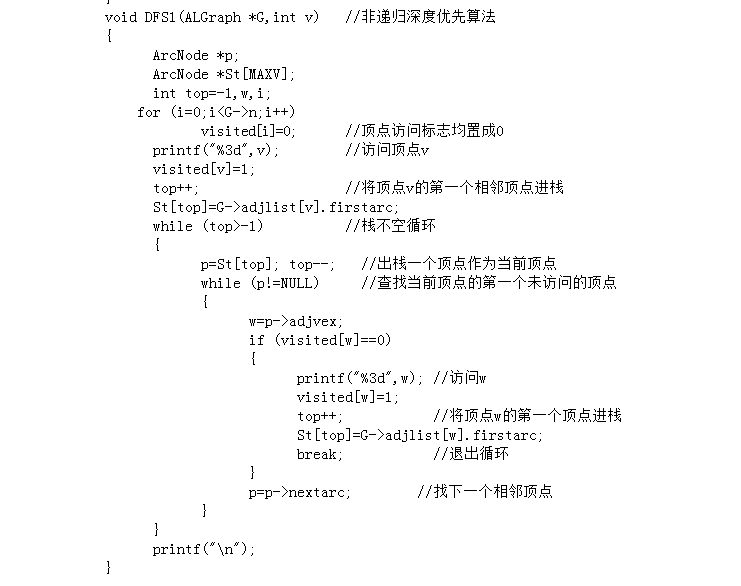 }
void DFS1(ALGraph *G,int v)   //非递归深度优先算法
{
      ArcNode *p;
      ArcNode *St[MAXV];
      int top=-1,w,i;
    for (i=0;i<G->n;i++)
            visited[i]=0;      //顶点访问标志均置成0
      printf("%3d",v);        //访问顶点v
      visited[v]=1;
      top++;                  //将顶点v的第一个相邻顶点进栈
      St[top]=G->adjlist[v].firstarc;
      while (top>-1)          //栈不空循环
      {
            p=St[top]; top--;   //出栈一个顶点作为当前顶点
            while (p!=NULL)     //查找当前顶点的第一个未访问的顶点
            {
                  w=p->adjvex;
                  if (visited[w]==0)
                  {
                        printf("%3d",w); //访问w
                        visited[w]=1;
                        top++;           //将顶点w的第一个顶点进栈
                        St[top]=G->adjlist[w].firstarc;
                        break;           //退出循环
                  }
                  p=p->nextarc;        //找下一个相邻顶点
            }
      }
      printf("\n");
}